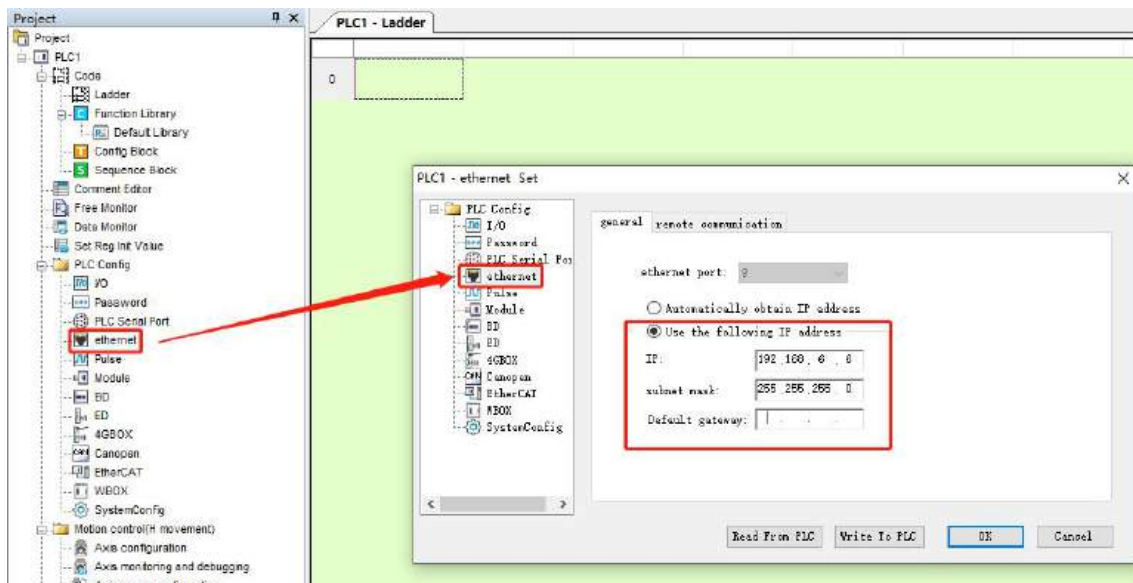 Project
Project
PLC1
Code
Ladder
Function Library
Default Library
Config Block
Sequence Block
Comment Editor
Free Monitor
Data Monitor
Set Reg Init Value
PLC Config
I/O
Password
PLC Serial Port
ethernet
Pulse
Module
BD
ED
4GBOX
Canopen
EtherCAT
WBOX
SystemConfig
Motion control(H movement)
Axis configuration
Axis monitoring and debugging
PLC1 - Ladder
0
PLC1 - ethernet Set
PLC Config
I/O
Password
PLC Serial Por
ethernet
Pulse
Module
BD
ED
4GBOX
Canopen
EtherCAT
WBOX
SystemConfig
general remote communication
ethernet port: 9
Automatically obtain IP address
Use the following IP address
IP: 192 .168 . 6 . 6
subnet mask: 255 .255 .255 . 0
Default gateway: . . .
Read From PLC Write To PLC OK Cancel